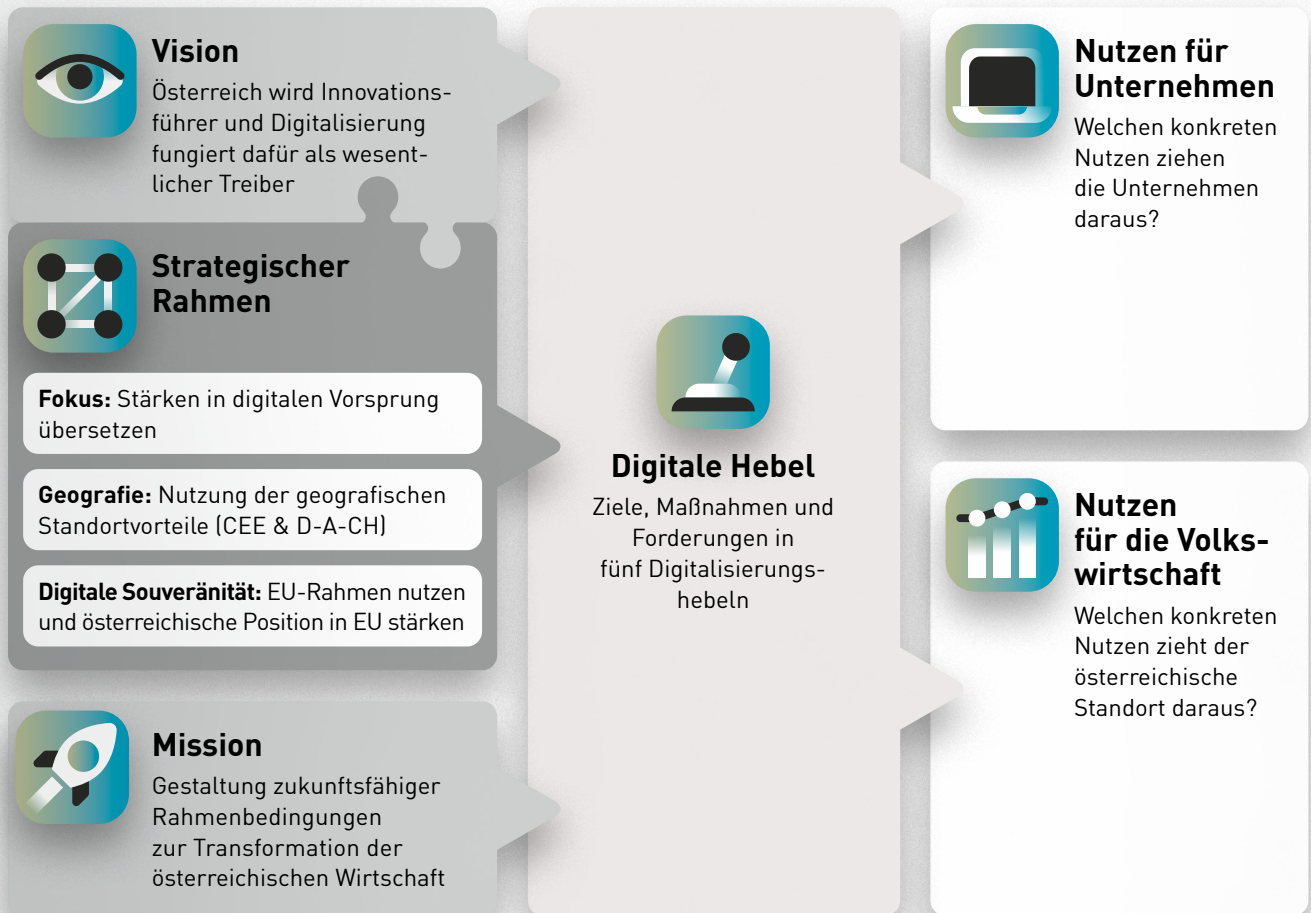 Vision
Österreich wird Innovations-
führer und Digitalisierung
fungiert dafür als wesent-
licher Treiber
Strategischer
Rahmen
Fokus: Stärken in digitalen Vorsprung
übersetzen
Geografie: Nutzung der geografischen
Standortvorteile (CEE & D-A-CH)
Digitale Souveränität: EU-Rahmen nutzen
und österreichische Position in EU stärken
Mission
Gestaltung zukunftsfähiger
Rahmenbedingungen
zur Transformation der
österreichischen Wirtschaft
Digitale Hebel
Ziele, Maßnahmen und
Forderungen in
fünf Digitalisierungs-
hebeln
Nutzen für
Unternehmen
Welchen konkreten
Nutzen ziehen
die Unternehmen
daraus?
Nutzen
für die Volks-
wirtschaft
Welchen konkreten
Nutzen zieht der
österreichische
Standort daraus?